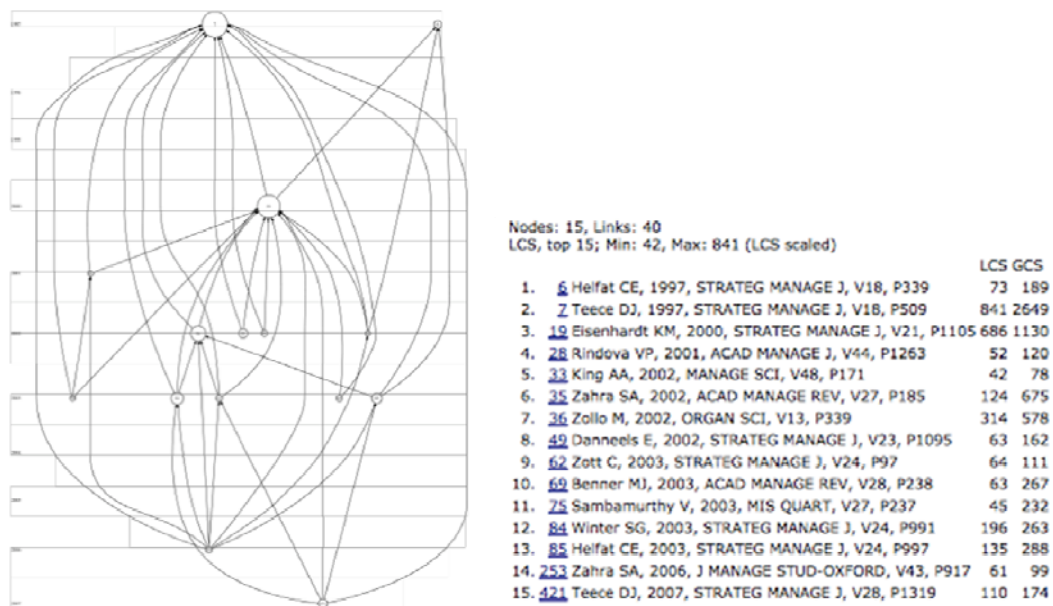 Nodes: 15, Links: 40
LCS, top 15; Min: 42, Max: 841 (LCS scaled)
LCS GCS
1. 6 Helfat CE, 1997, STRATEG MANAGE J, V18, P339 73 189
2. 7 Teece DJ, 1997, STRATEG MANAGE J, V18, P509 841 2649
3. 19 Eisenhardt KM, 2000, STRATEG MANAGE J, V21, P1105 686 1130
4. 28 Rindova VP, 2001, ACAD MANAGE J, V44, P1263 52 120
5. 33 King AA, 2002, MANAGE SCI, V48, P171 42 78
6. 35 Zahra SA, 2002, ACAD MANAGE REV, V27, P185 124 675
7. 36 Zollo M, 2002, ORGAN SCI, V13, P339 314 578
8. 49 Danneels E, 2002, STRATEG MANAGE J, V23, P1095 63 162
9. 62 Zott C, 2003, STRATEG MANAGE J, V24, P97 64 111
10. 69 Benner MJ, 2003, ACAD MANAGE REV, V28, P238 63 267
11. 75 Sambamurthy V, 2003, MIS QUART, V27, P237 45 232
12. 84 Winter SG, 2003, STRATEG MANAGE J, V24, P991 196 263
13. 85 Helfat CE, 2003, STRATEG MANAGE J, V24, P997 135 288
14. 253 Zahra SA, 2006, J MANAGE STUD-OXFORD, V43, P917 61 99
15. 421 Teece DJ, 2007, STRATEG MANAGE J, V28, P1319 110 174